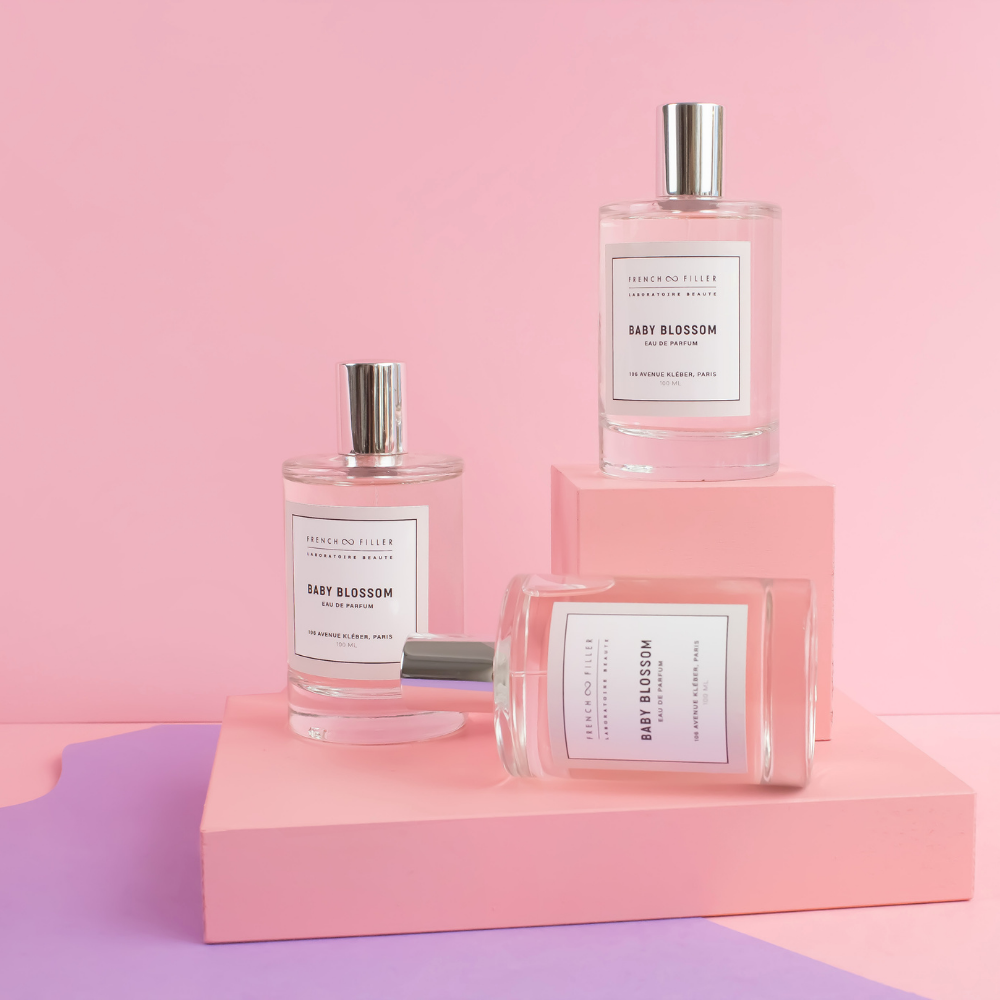 FRENCH FILLER
LABORATOIRE BEAUTE
BABY BLOSSOM
EAU DE PARFUM
106 AVENUE KLÉBER, PARIS
100 ML
FRENCH FILLER
LABORATOIRE BEAUTE
BABY BLOSSOM
EAU DE PARFUM
106 AVENUE KLÉBER, PARIS
100 ML
FRENCH FILLER
LABORATOIRE BEAUTE
BABY BLOSSOM
EAU DE PARFUM
106 AVENUE KLÉBER, PARIS
100 ML